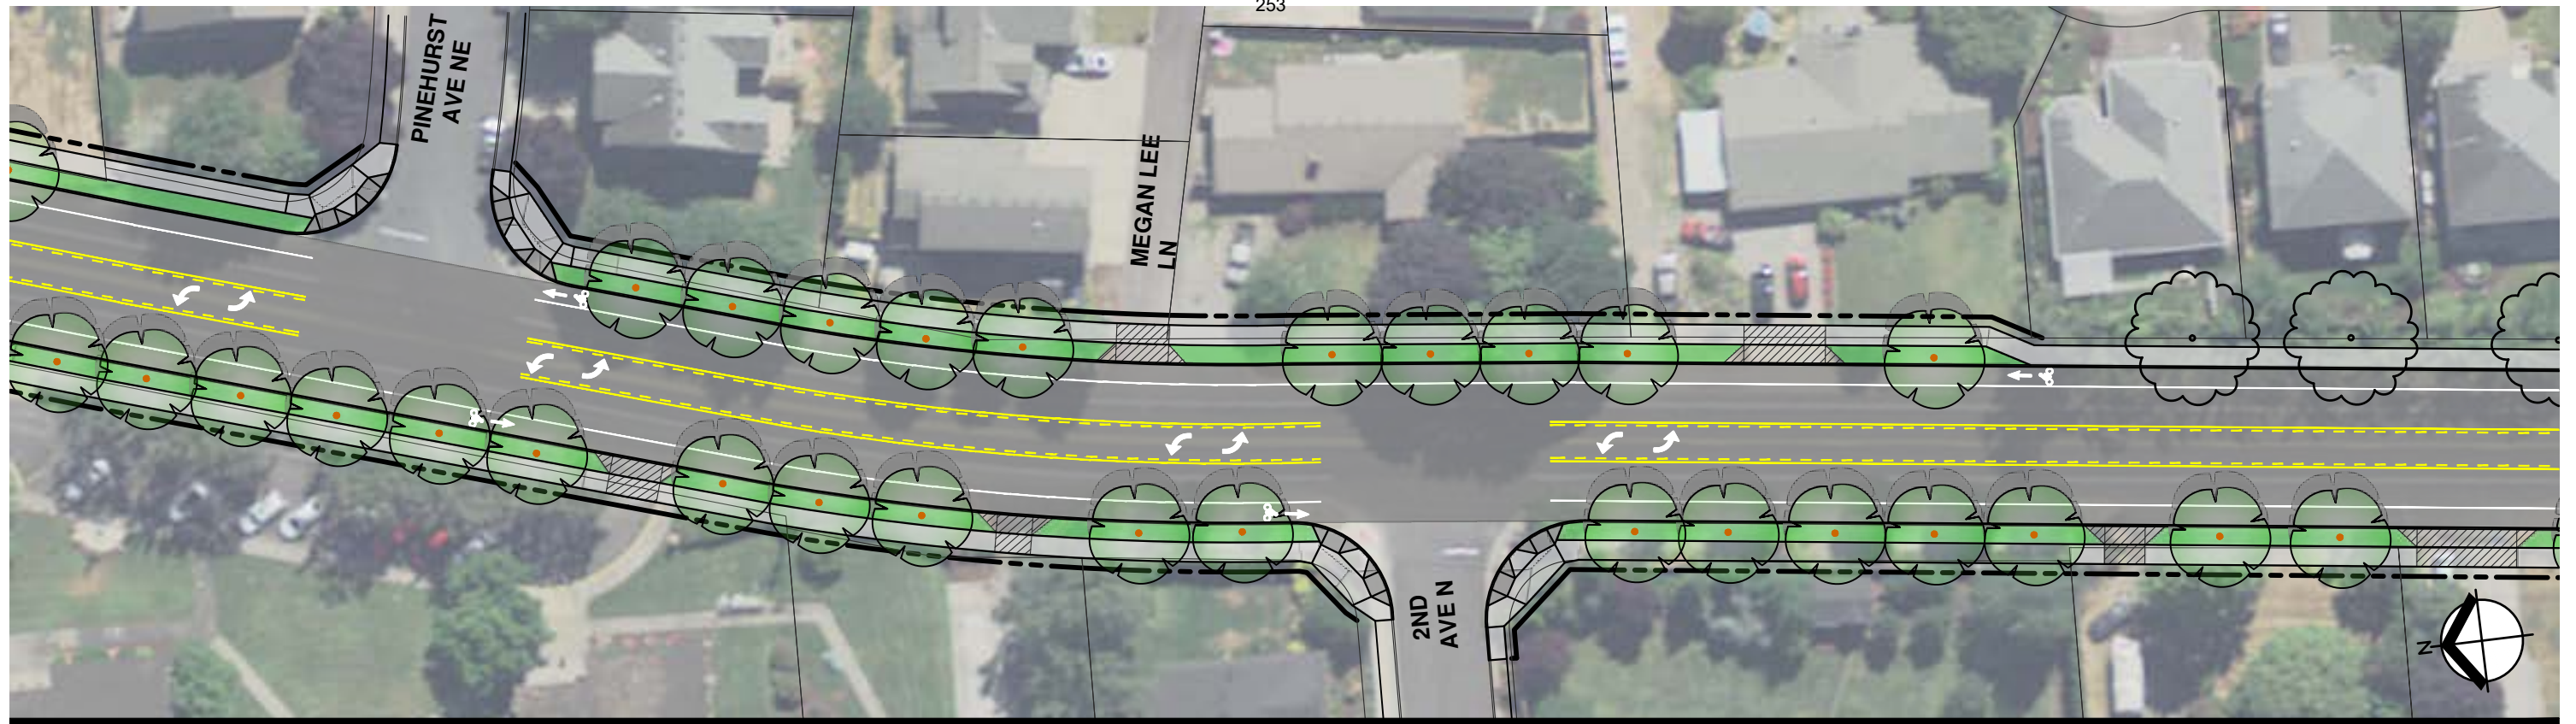 253
PINEHURST
AVE NE
MEGAN LEE
LN
2ND
AVE N
N